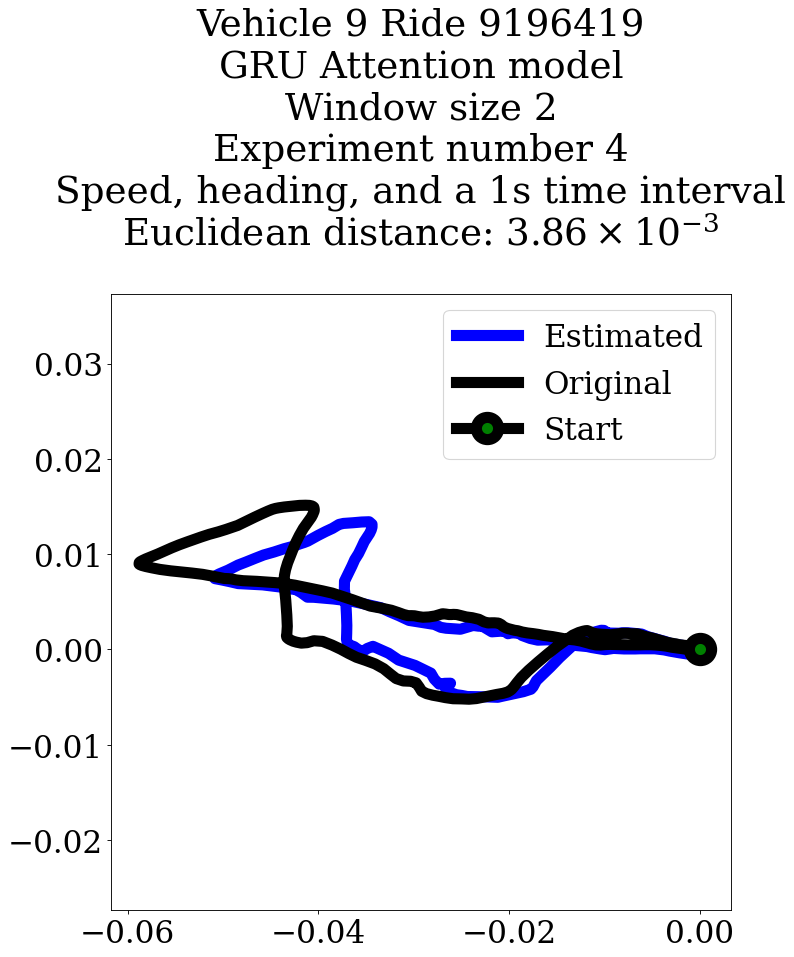 Vehicle 9 Ride 9196419
GRU Attention model
Window size 2
Experiment number 4
Speed, heading, and a 1s time interval
Euclidean distance: 3.86 × 10⁻³
Estimated
Original
Start
0.03
0.02
0.01
0.00
−0.01
−0.02
−0.06
−0.04
−0.02
0.00